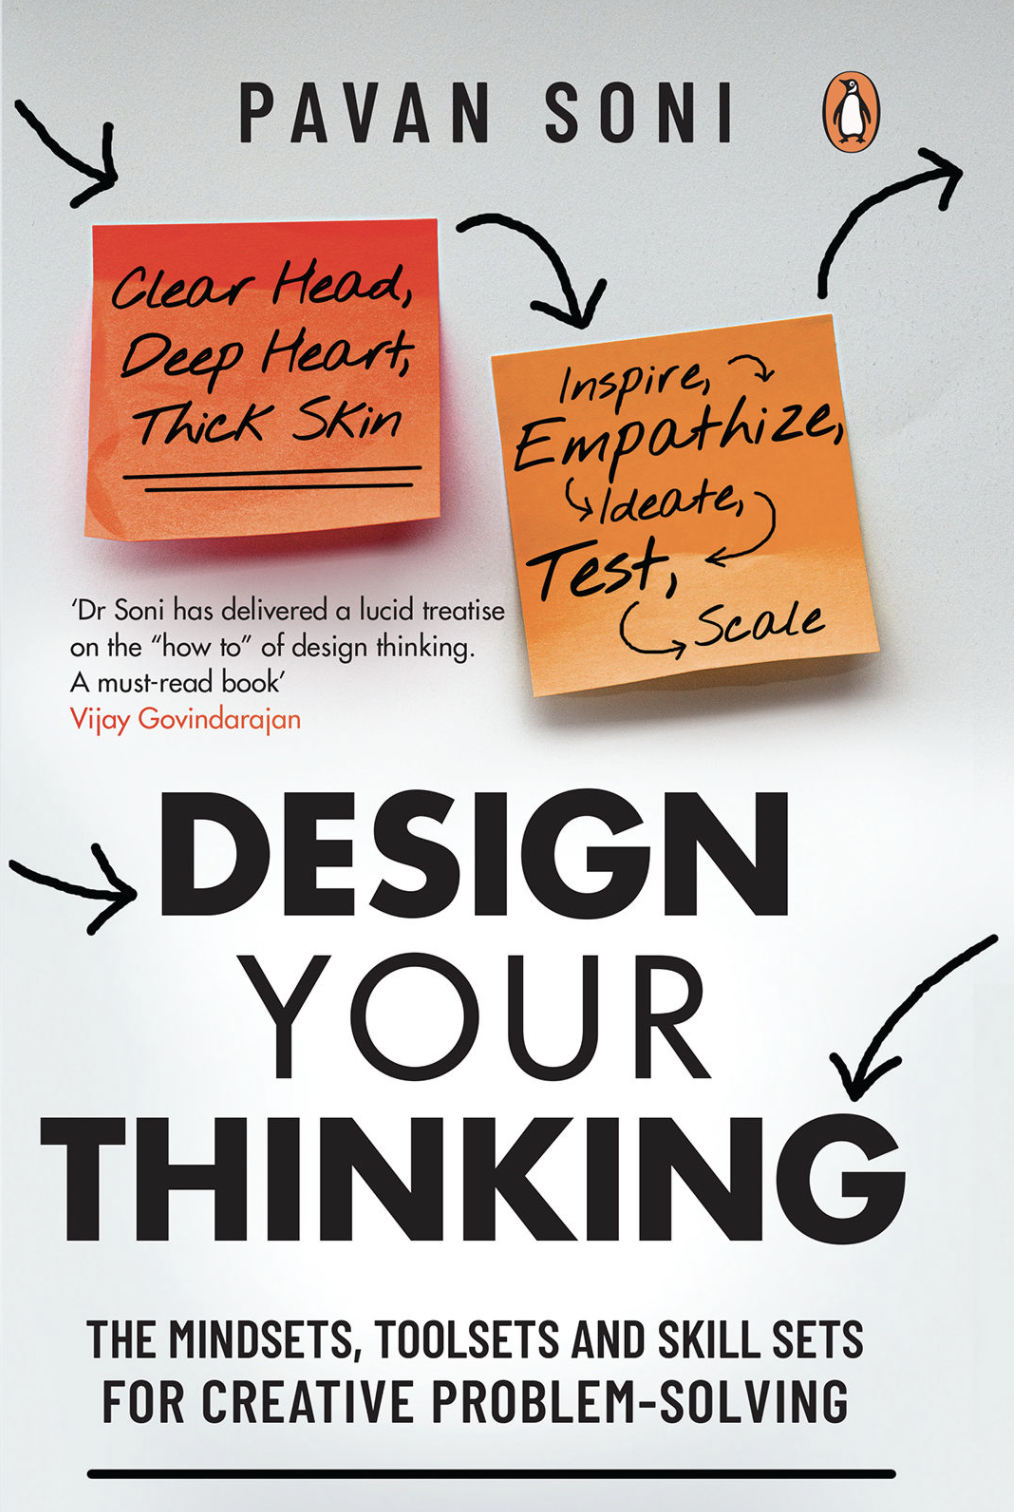 PAVAN SONI
Clear Head,
Deep Heart,
Thick Skin
Inspire,
Empathize,
Ideate,
Test,
Scale
‘Dr Soni has delivered a lucid treatise
on the “how to” of design thinking.
A must-read book’
Vijay Govindarajan
DESIGN
YOUR
THINKING
THE MINDSETS, TOOLSETS AND SKILL SETS
FOR CREATIVE PROBLEM-SOLVING